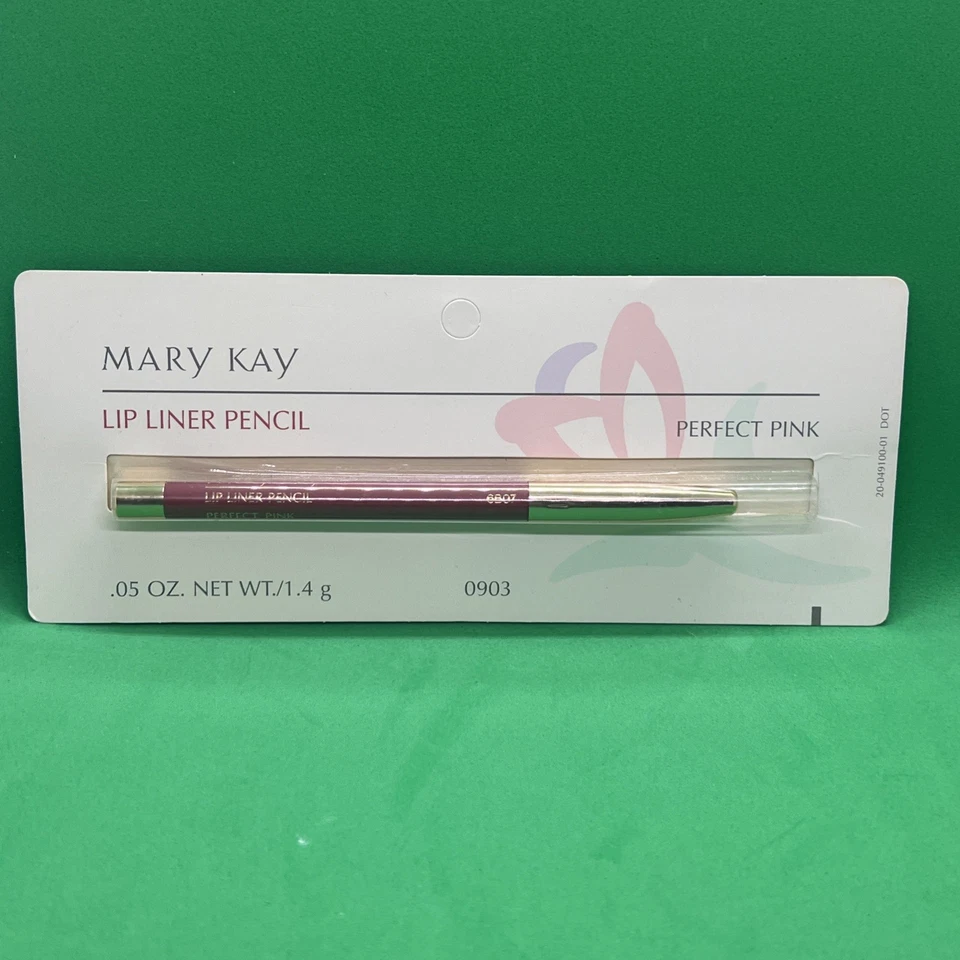 MARY KAY
LIP LINER PENCIL
PERFECT PINK
LIP LINER PENCIL
6B07
PERFECT PINK
.05 OZ. NET WT./1.4 g
0903
20-049100-01 DOT